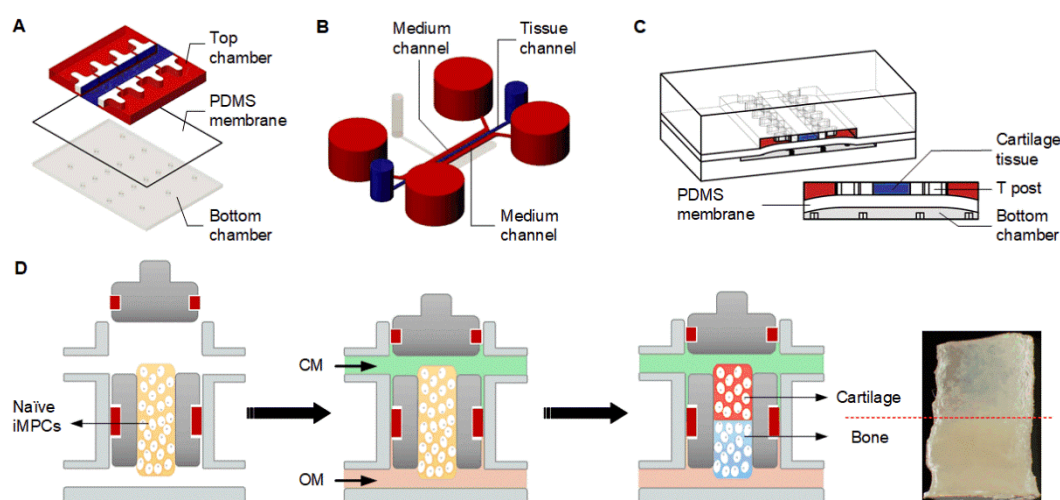 A
Top
chamber
PDMS
membrane
Bottom
chamber
B
Medium
channel
Tissue
channel
Medium
channel
C
Cartilage
tissue
T post
PDMS
membrane
Bottom
chamber
D
Naïve
iMPCs
CM
OM
Cartilage
Bone